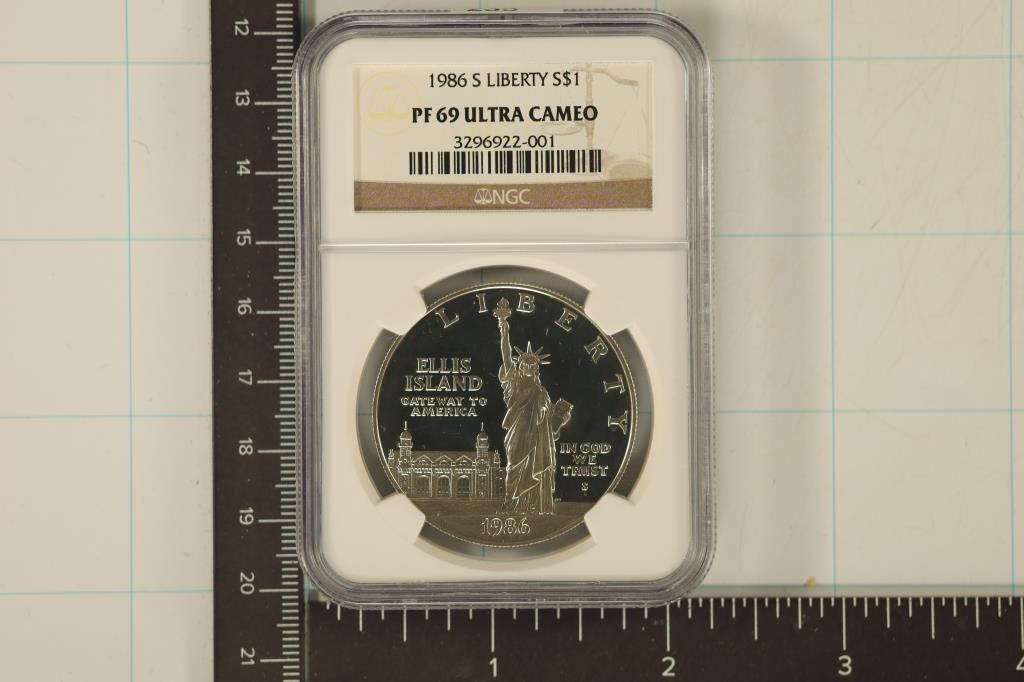 1986 S LIBERTY S$1
PF 69 ULTRA CAMEO
3296922-001
NGC
LIBERTY
ELLIS
ISLAND
GATEWAY TO
AMERICA
IN GOD
WE
TRUST
S
1986
12
13
14
15
16
17
18
19
20
21
1 2 3 4